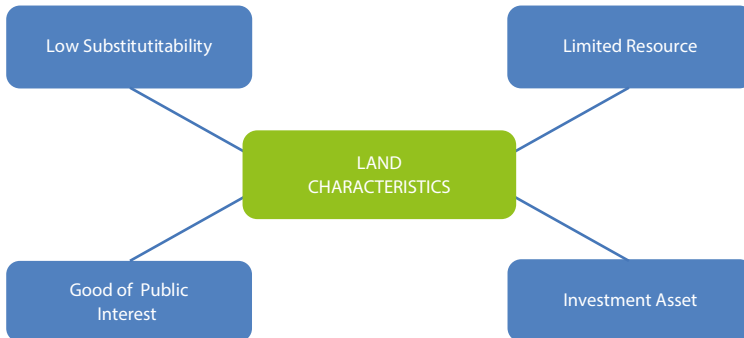 Low Substitutitability
Limited Resource
LAND
CHARACTERISTICS
Good of Public
Interest
Investment Asset